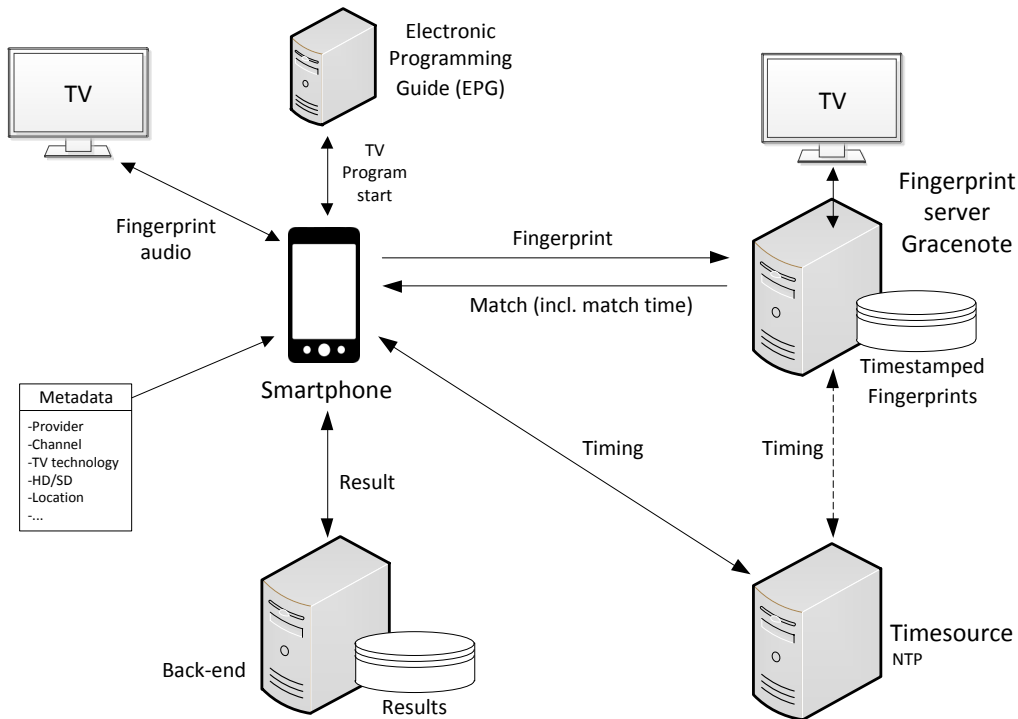 TV
Electronic
Programming
Guide (EPG)
TV
TV
Program
start
Fingerprint
audio
Fingerprint
Match (incl. match time)
Fingerprint
server
Gracenote
Timestamped
Fingerprints
Smartphone
Metadata
-Provider
-Channel
-TV technology
-HD/SD
-Location
-...
Timing
Timing
Result
Back-end
Results
Timesource
NTP